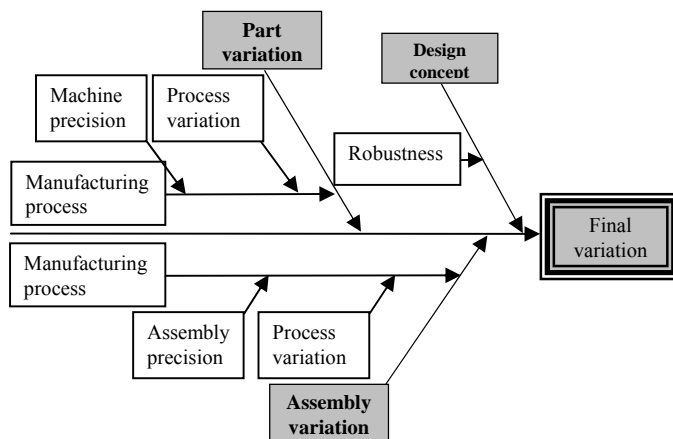 Part
variation
Design
concept
Machine
precision
Process
variation
Robustness
Manufacturing
process
Final
variation
Manufacturing
process
Assembly
precision
Process
variation
Assembly
variation